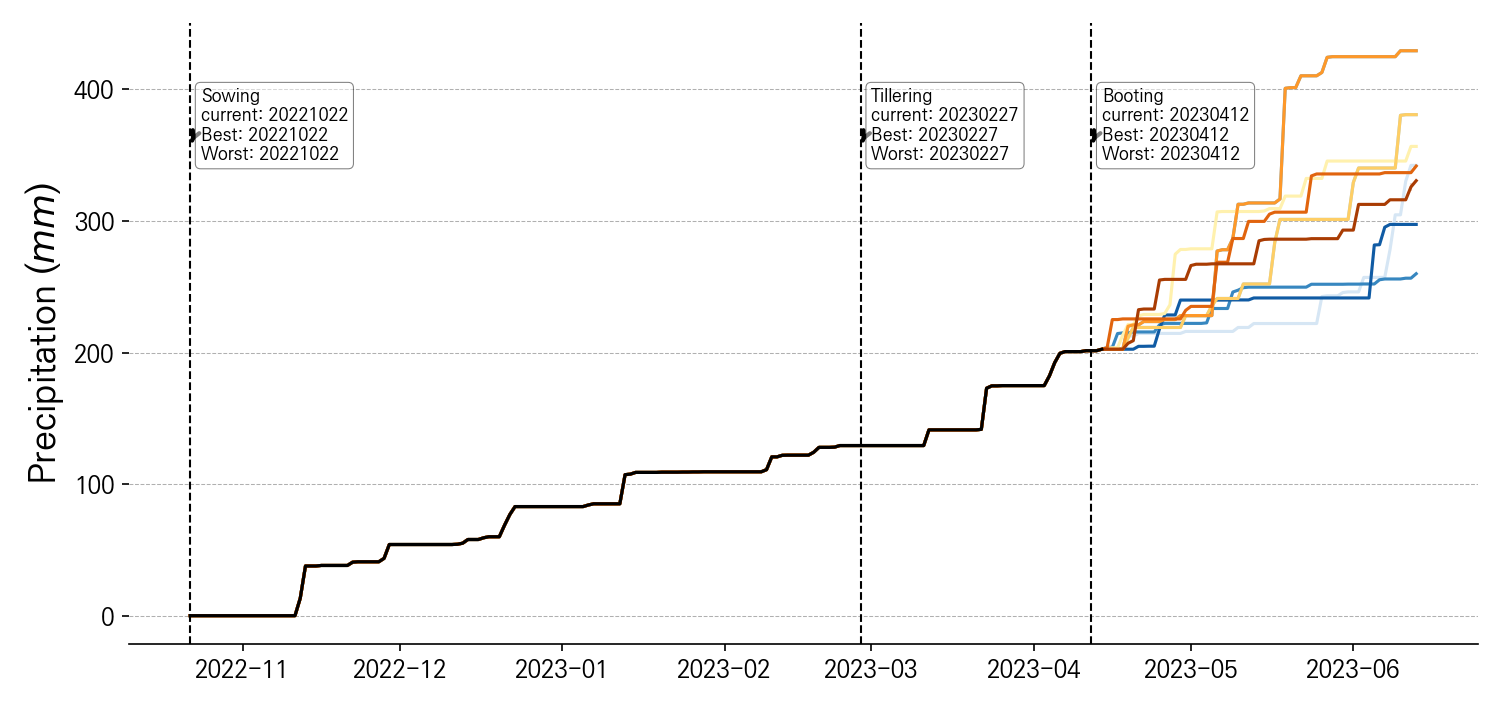 Precipitation (mm)
400
300
200
100
0
Sowing
current: 20221022
Best: 20221022
Worst: 20221022
Tillering
current: 20230227
Best: 20230227
Worst: 20230227
Booting
current: 20230412
Best: 20230412
Worst: 20230412
2022−11
2022−12
2023−01
2023−02
2023−03
2023−04
2023−05
2023−06